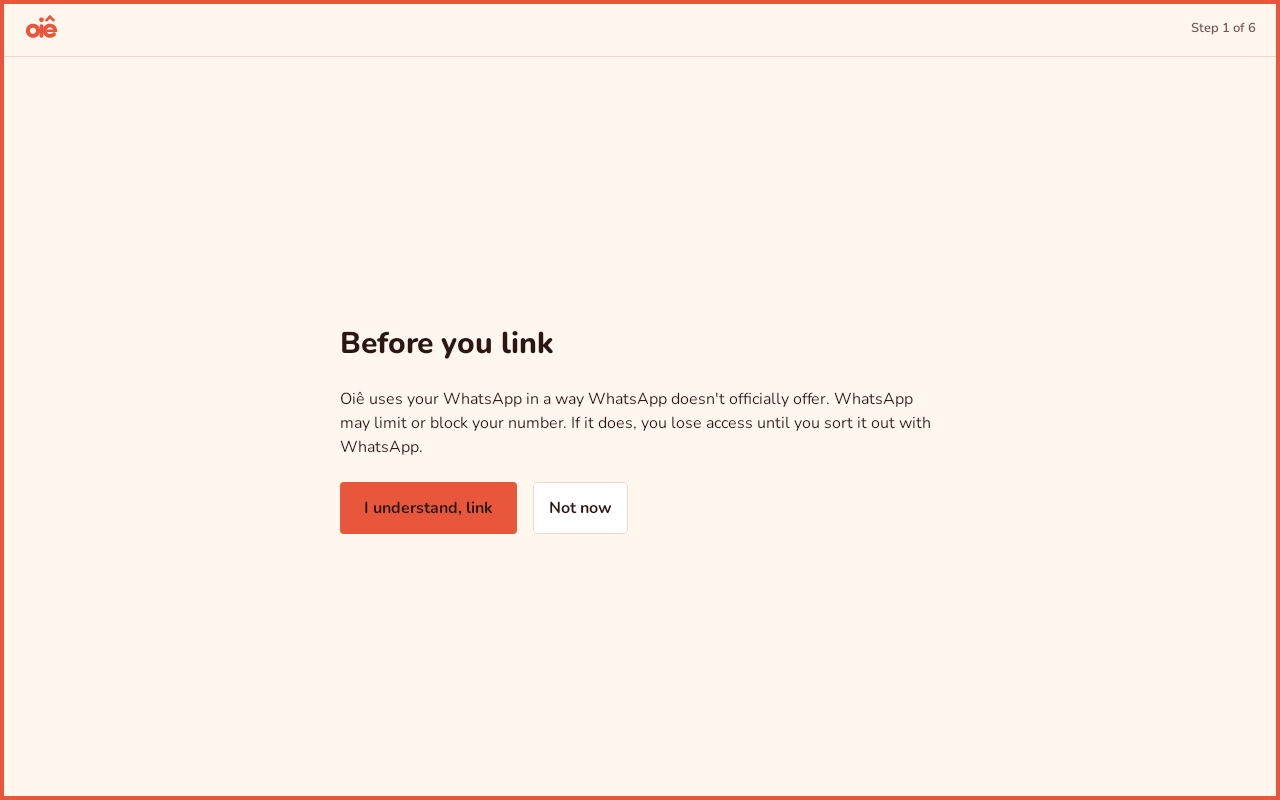 oiê
Step 1 of 6
Before you link
Oiê uses your WhatsApp in a way WhatsApp doesn't officially offer. WhatsApp
may limit or block your number. If it does, you lose access until you sort it out with
WhatsApp.
I understand, link
Not now